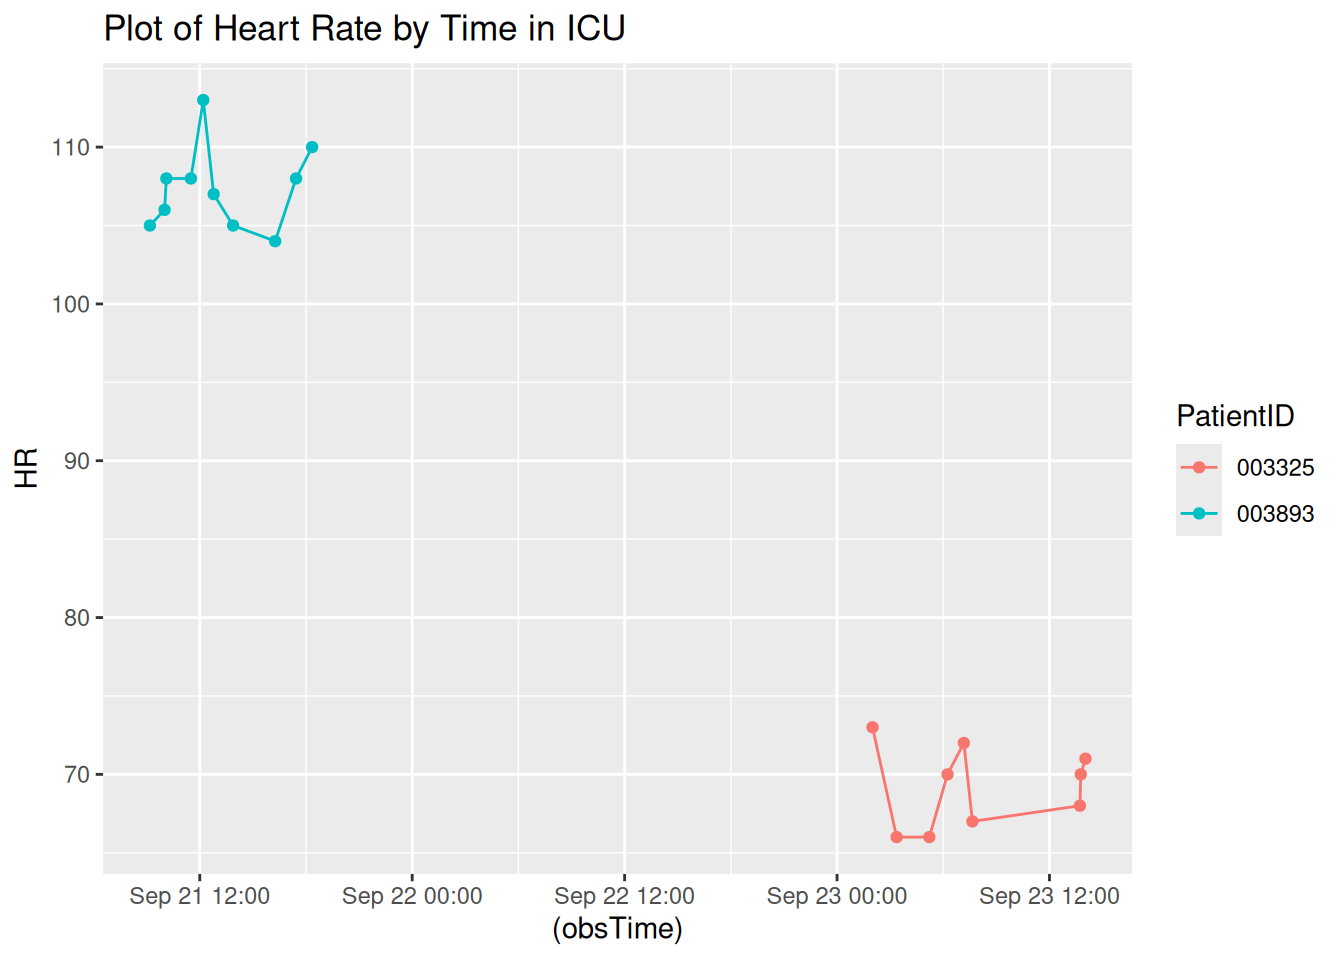 Plot of Heart Rate by Time in ICU
110
100
90
80
70
HR
Sep 21 12:00 Sep 22 00:00 Sep 22 12:00 Sep 23 00:00 Sep 23 12:00
(obsTime)
PatientID
003325
003893